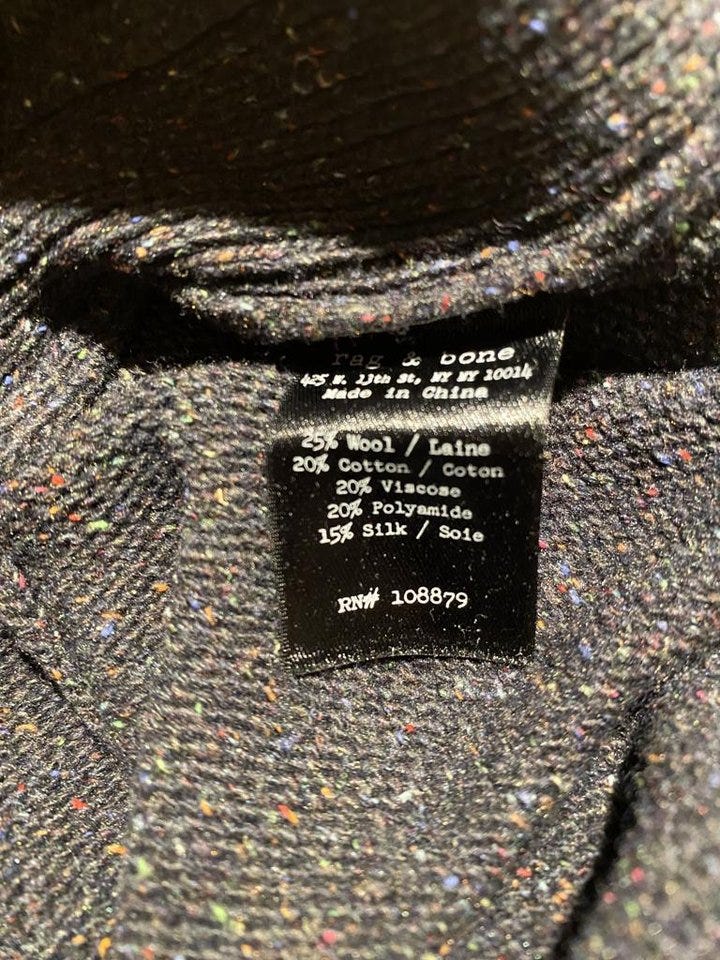 rag & bone
425 W. 13th St, NY NY 10014
Made in China
25% Wool / Laine
20% Cotton / Coton
20% Viscose
20% Polyamide
15% Silk / Soie
RN# 108879